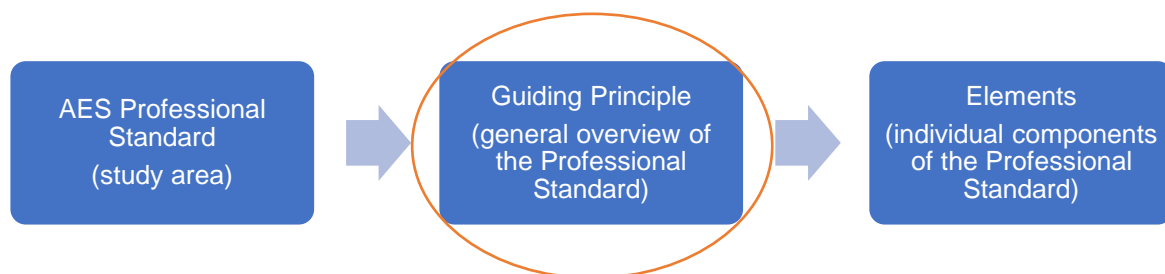 AES Professional
Standard
(study area)
Guiding Principle
(general overview of
the Professional
Standard)
Elements
(individual components
of the Professional
Standard)